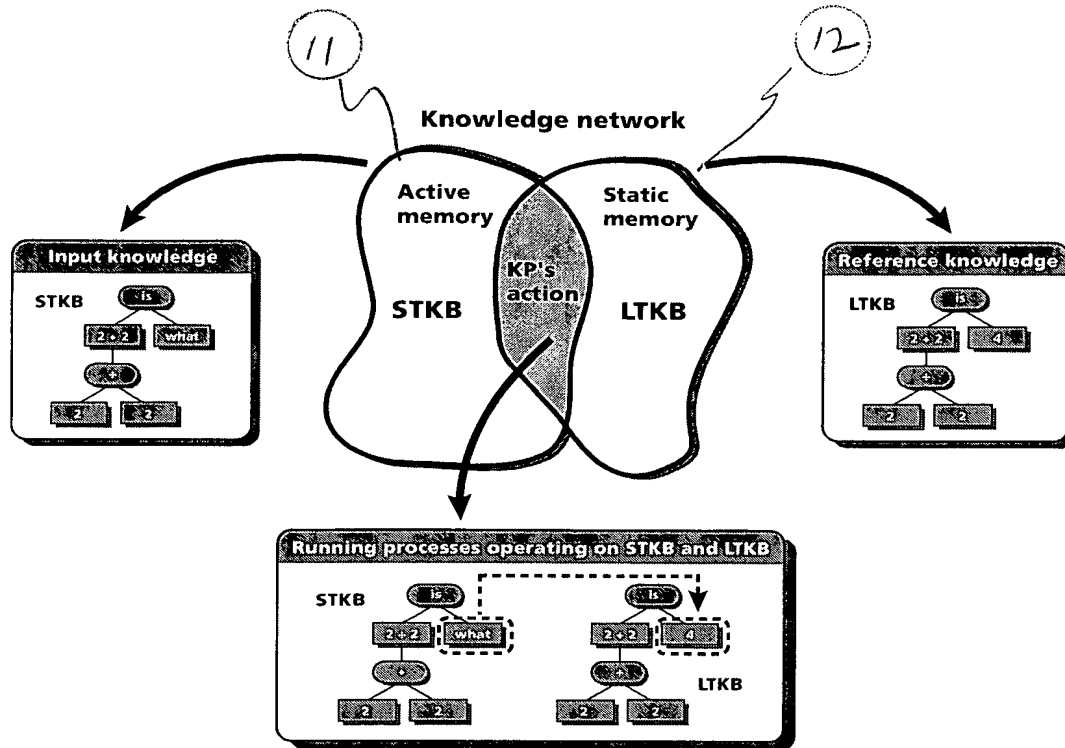 11
12
Knowledge network
Active
memory
Static
memory
KP's
action
STKB
LTKB
Input knowledge
STKB
is
2 + 2
what
+
2
2
Reference knowledge
LTKB
is
2 + 2
4
+
2
2
Running processes operating on STKB and LTKB
STKB
is
2 + 2
what
+
2
2
is
2 + 2
4
+
LTKB
2
2